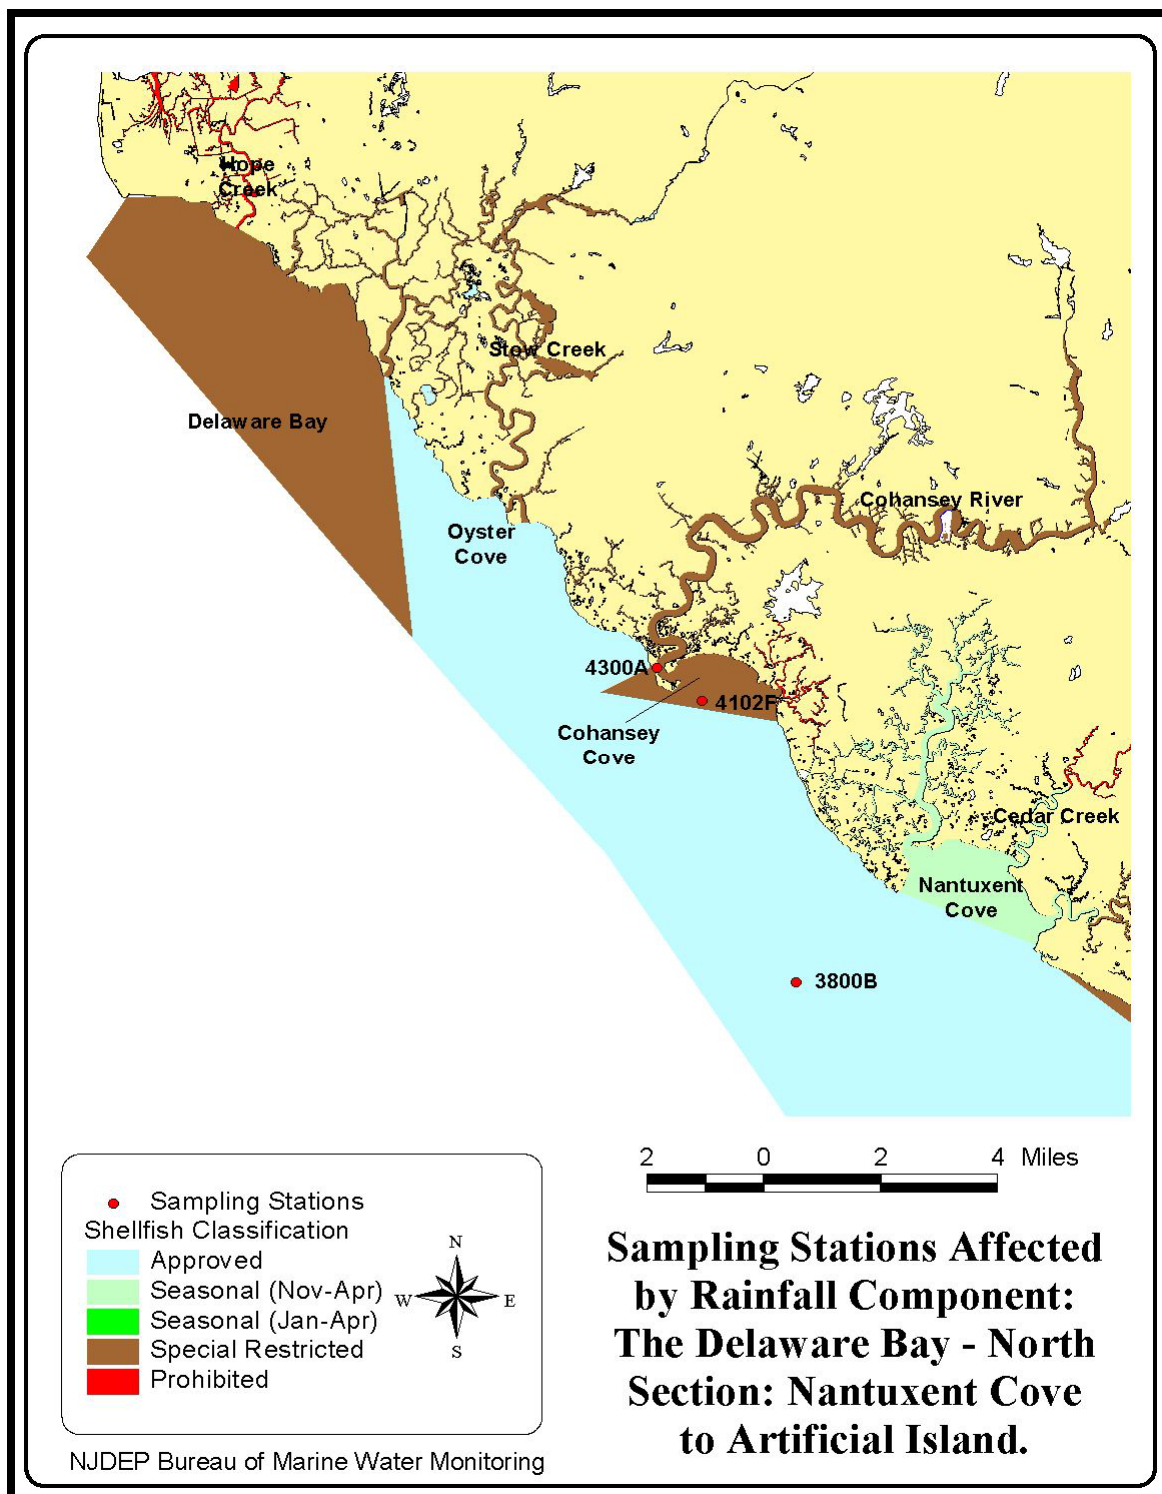 Hope
Creek
Stow Creek
Delaware Bay
Cohansey River
Oyster
Cove
4300A
4102F
Cohansey
Cove
Cedar Creek
Nantuxent
Cove
3800B
2 0 2 4 Miles
Sampling Stations
Shellfish Classification
Approved
Seasonal (Nov-Apr)
Seasonal (Jan-Apr)
Special Restricted
Prohibited
N
W E
S
Sampling Stations Affected
by Rainfall Component:
The Delaware Bay - North
Section: Nantuxent Cove
to Artificial Island.
NJDEP Bureau of Marine Water Monitoring